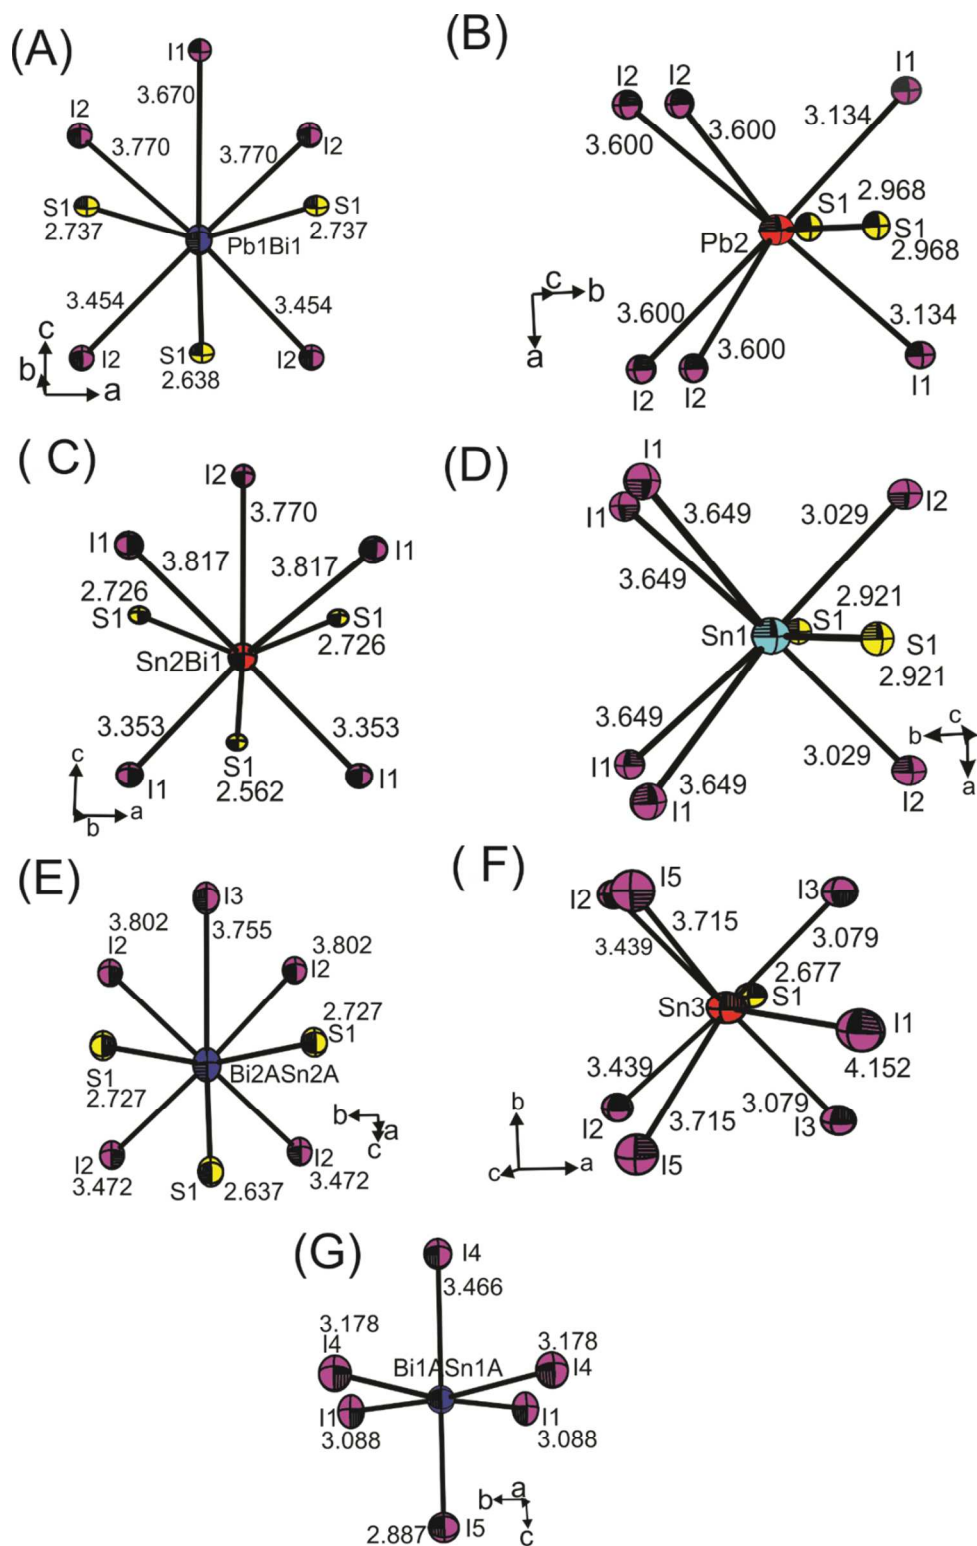 (A)
I1
3.670
I2
I2
3.770
3.770
S1
2.737
S1
2.737
Pb1Bi1
3.454
3.454
I2
S1
2.638
I2
c
b
a
(B)
I2
I2
I1
3.600
3.600
3.134
2.968
S1
S1
2.968
Pb2
3.600
3.600
3.134
I2
I2
I1
c
b
a
( C)
I2
3.770
I1
I1
3.817
3.817
2.726
S1
S1
2.726
Sn2Bi1
3.353
3.353
I1
S1
2.562
I1
c
a
b
(D)
I1
I1
I2
3.649
3.029
3.649
2.921
S1
S1
2.921
Sn1
3.649
3.649
3.029
I1
I1
I2
b
c
a
(E)
I3
3.755
3.802
I2
3.802
I2
2.727
S1
S1
2.727
Bi2ASn2A
I2
3.472
I2
3.472
S1
2.637
b
a
c
( F)
I2
I5
I3
3.715
3.439
3.079
2.677
S1
Sn3
I1
4.152
3.439
3.715
3.079
I2
I5
I3
b
c
a
(G)
I4
3.466
3.178
I4
3.178
I4
Bi1ASn1A
I1
3.088
I1
3.088
2.887
I5
b
a
c